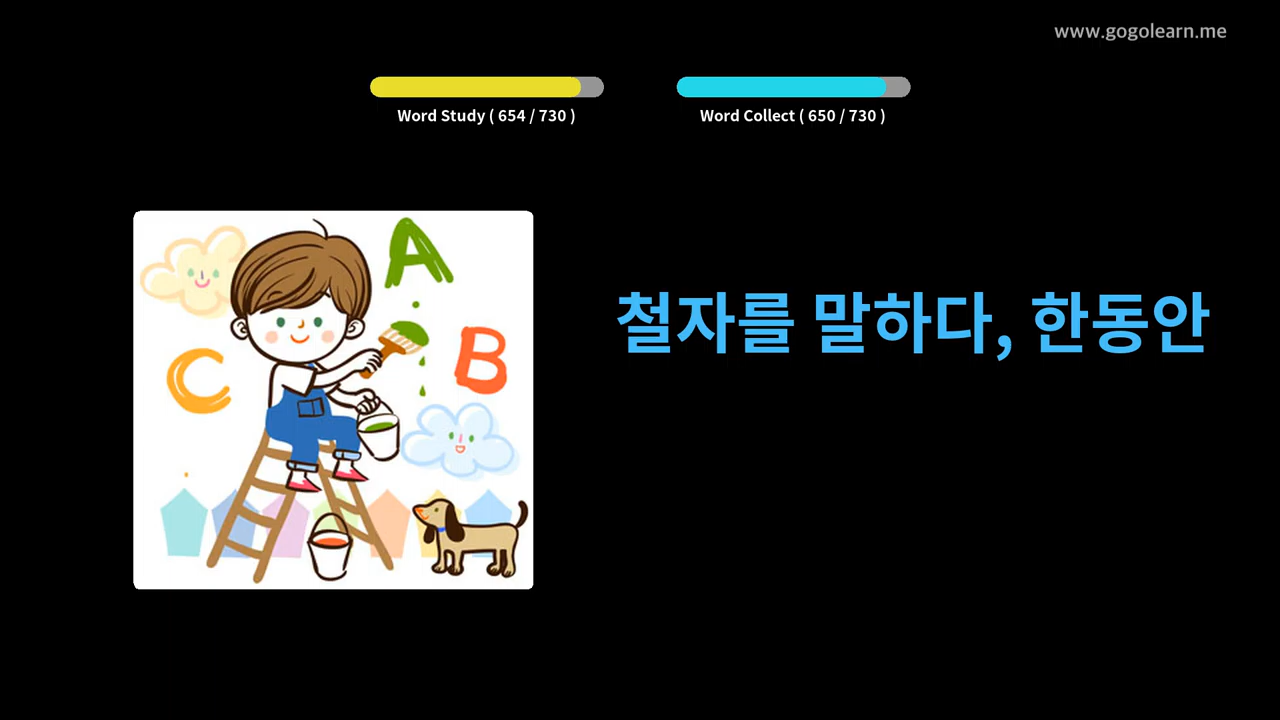 www.gogolearn.me
Word Study ( 654 / 730 )
Word Collect ( 650 / 730 )
A
B
C
철자를 말하다, 한동안